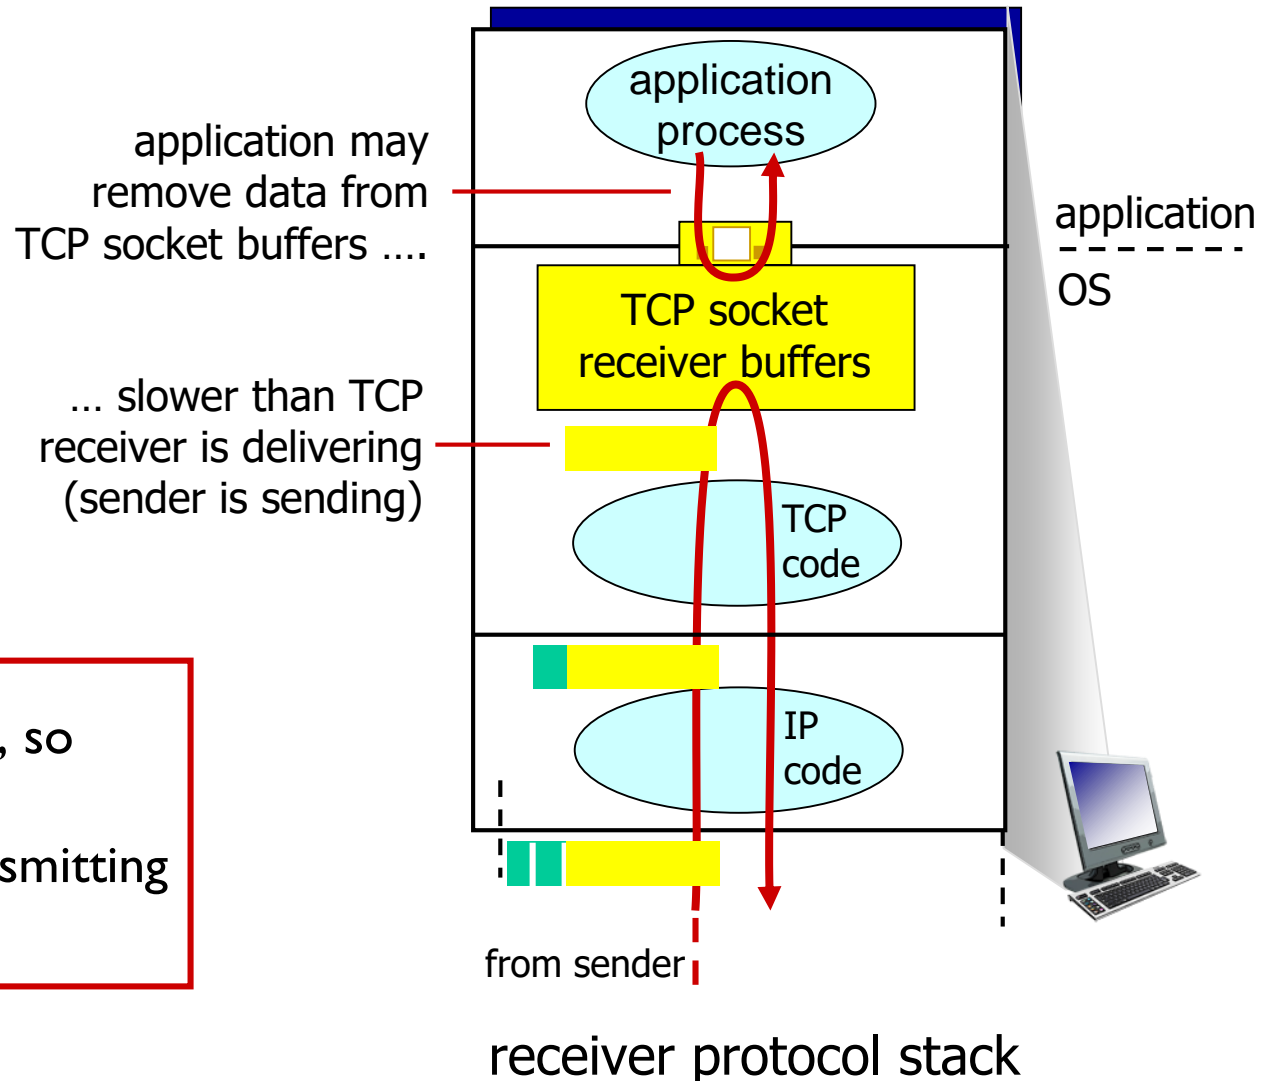 application
process
application may
remove data from
TCP socket buffers ….
application
OS
TCP socket
receiver buffers
… slower than TCP
receiver is delivering
(sender is sending)
TCP
code
, so
smitting
IP
code
from sender
receiver protocol stack